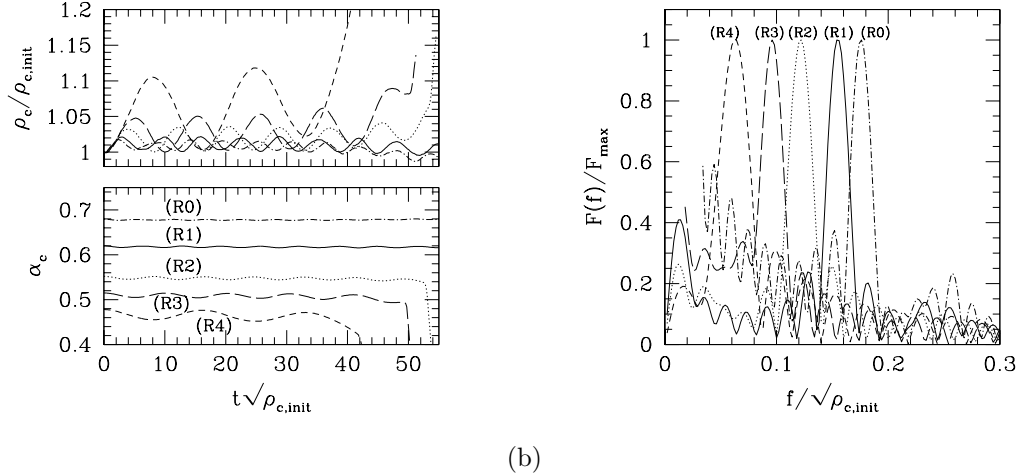 1.2
1.15
1.1
1.05
1
ρc/ρc,init
0.7
0.6
0.5
0.4
αc
(R0)
(R1)
(R2)
(R3)
(R4)
0 10 20 30 40 50
t√ρc,init
(R4) (R3) (R2) (R1) (R0)
1
0.8
0.6
0.4
0.2
0
F(f)/Fmax
0 0.1 0.2 0.3
f/√ρc,init
(b)